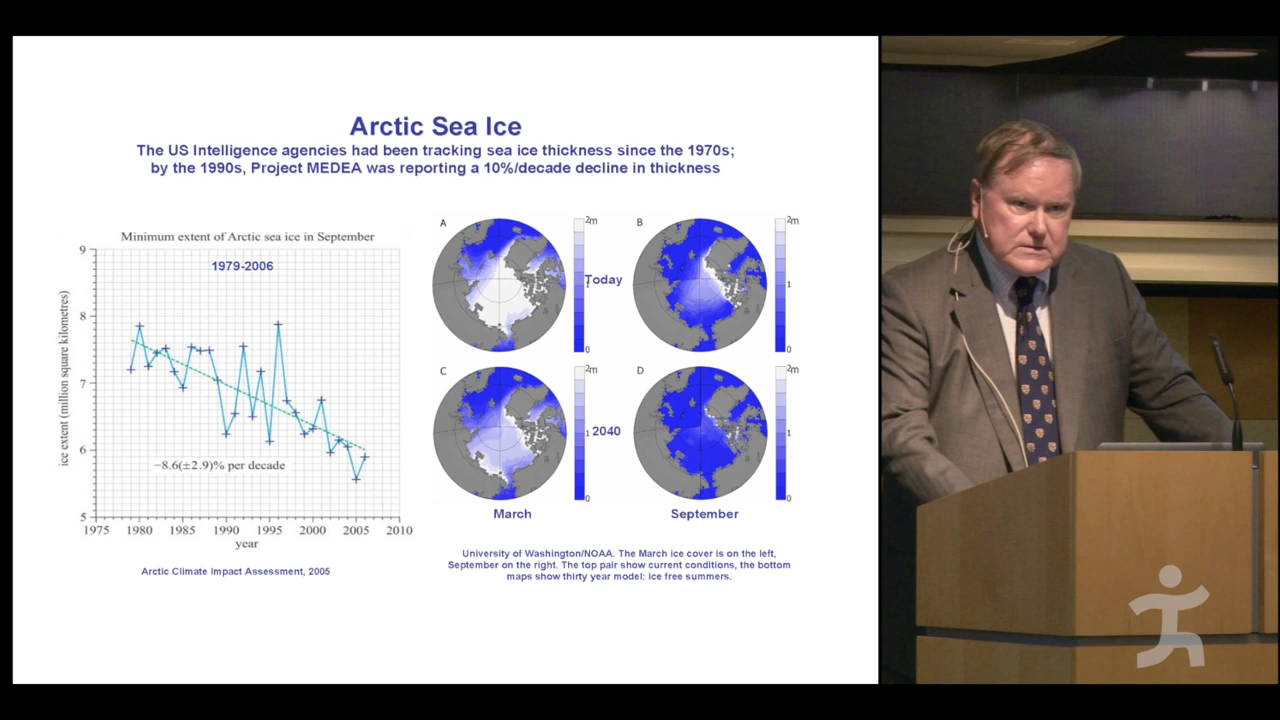 Arctic Sea Ice
The US Intelligence agencies had been tracking sea ice thickness since the 1970s;
by the 1990s, Project MEDEA was reporting a 10%/decade decline in thickness
Minimum extent of Arctic sea ice in September
1979-2006
9
8
7
6
5
ice extent (million square kilometres)
−8.6(±2.9)% per decade
1975 1980 1985 1990 1995 2000 2005 2010
year
Arctic Climate Impact Assessment, 2005
A
2m
1
0
Today
B
2m
1
0
C
2m
1
0
2040
D
2m
1
0
March
September
University of Washington/NOAA. The March ice cover is on the left,
September on the right. The top pair show current conditions, the bottom
maps show thirty year model: ice free summers.